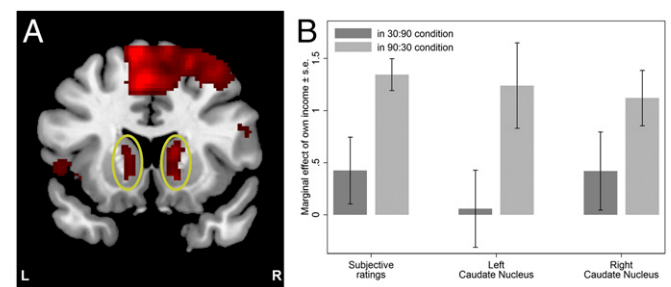 A
L
R
B
in 30:90 condition
in 90:30 condition
Marginal effect of own income ± s.e.
1.5
1
.5
0
Subjective
ratings
Left
Caudate Nucleus
Right
Caudate Nucleus